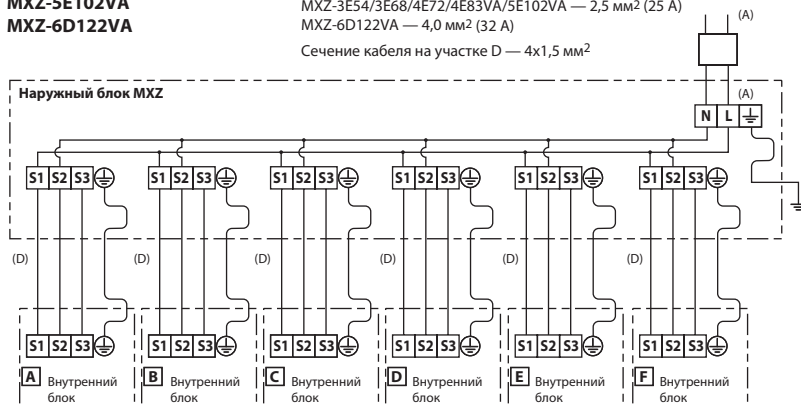 MXZ-5E102VA
MXZ-6D122VA
MXZ-3E54/3E68/4E72/4E83VA/5E102VA — 2,5 мм² (25 А)
MXZ-6D122VA — 4,0 мм² (32 А)
Сечение кабеля на участке D — 4x1,5 мм²
(A)
Наружный блок MXZ
(A)
N L
S1 S2 S3 S1 S2 S3 S1 S2 S3 S1 S2 S3 S1 S2 S3 S1 S2 S3
(D) (D) (D) (D) (D) (D)
S1 S2 S3 S1 S2 S3 S1 S2 S3 S1 S2 S3 S1 S2 S3 S1 S2 S3
A Внутренний блок
B Внутренний блок
C Внутренний блок
D Внутренний блок
E Внутренний блок
F Внутренний блок